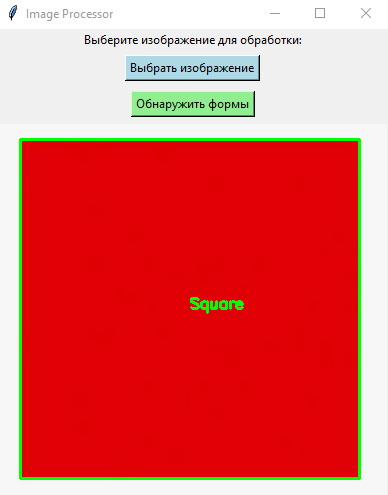 Image Processor
Выберите изображение для обработки:
Выбрать изображение
Обнаружить формы
Square